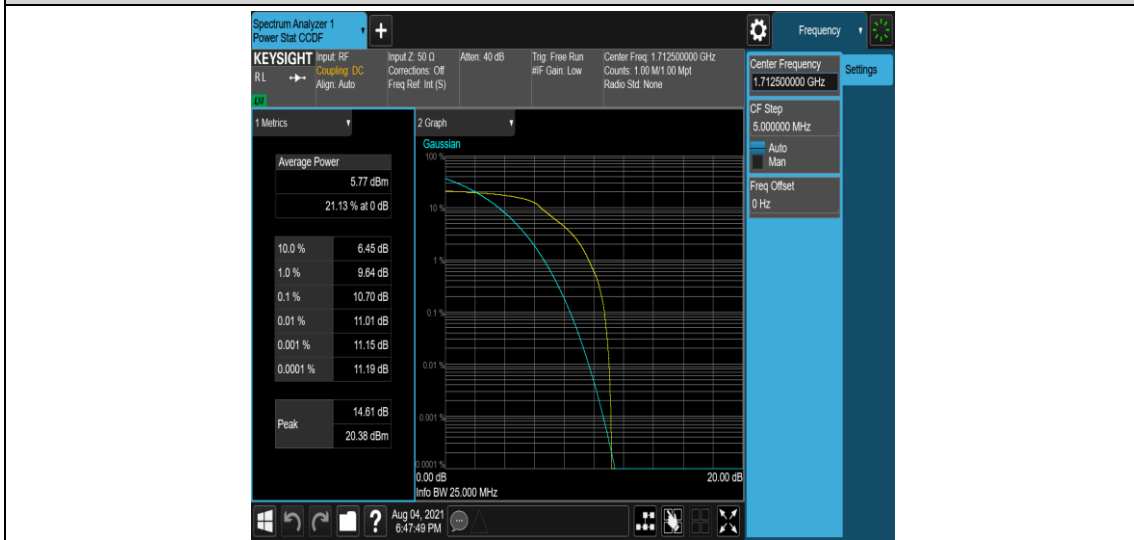 Spectrum Analyzer 1
Power Stat CCDF
+
Frequency
KEYSIGHT
RL
LXI
Input: RF
Coupling: DC
Align: Auto
Input Z: 50 Ω
Corrections: Off
Freq Ref: Int (S)
Atten: 40 dB
Trig: Free Run
#IF Gain: Low
Center Freq: 1.712500000 GHz
Counts: 1.00 M/1.00 Mpt
Radio Std: None
Center Frequency
1.712500000 GHz
Settings
CF Step
5.000000 MHz
Auto
Man
Freq Offset
0 Hz
1 Metrics
Average Power
5.77 dBm
21.13 % at 0 dB
10.0 % 6.45 dB
1.0 % 9.64 dB
0.1 % 10.70 dB
0.01 % 11.01 dB
0.001 % 11.15 dB
0.0001 % 11.19 dB
Peak
14.61 dB
20.38 dBm
2 Graph
Gaussian
100 %
10 %
1 %
0.1 %
0.01 %
0.001 %
0.0001 %
0.00 dB 20.00 dB
Info BW 25.000 MHz
?
Aug 04, 2021
6:47:49 PM